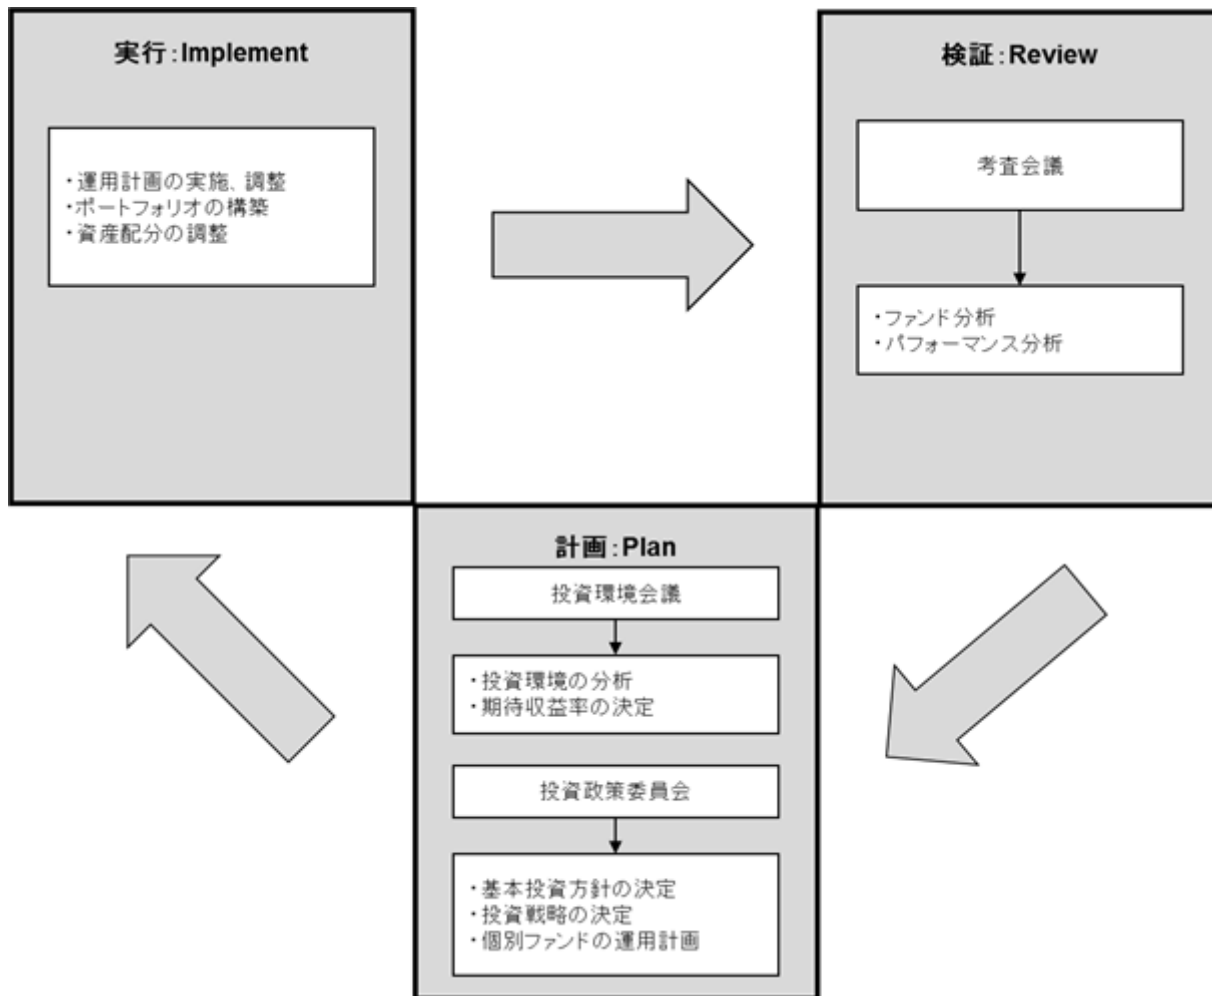 実行:Implement
・運用計画の実施、調整
・ポートフォリオの構築
・資産配分の調整
検証:Review
考査会議
・ファンド分析
・パフォーマンス分析
計画:Plan
投資環境会議
・投資環境の分析
・期待収益率の決定
投資政策委員会
・基本投資方針の決定
・投資戦略の決定
・個別ファンドの運用計画